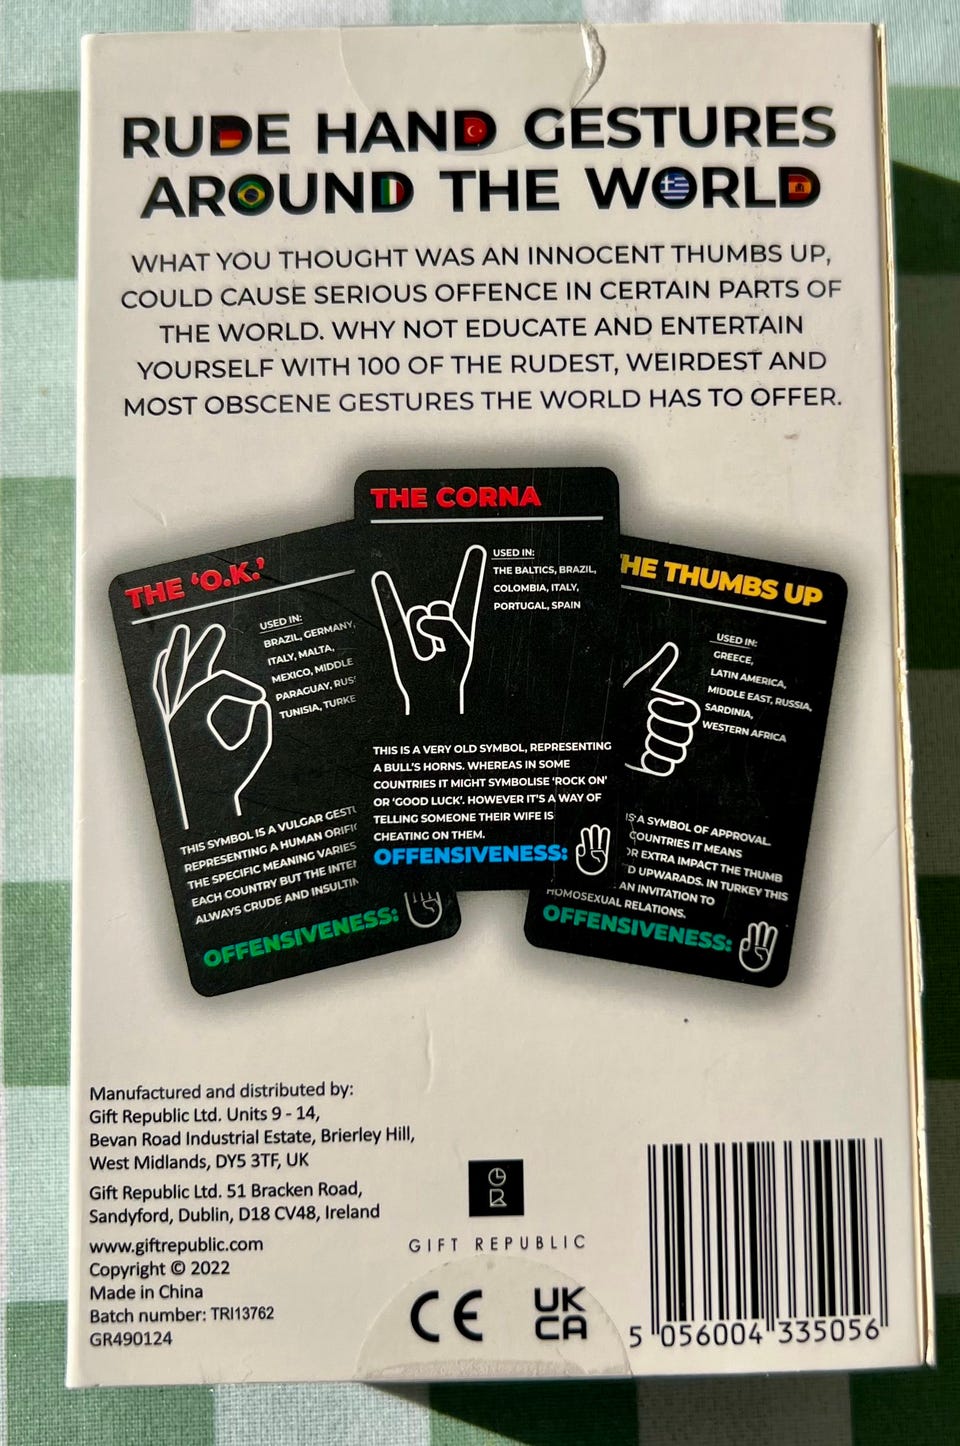 RUDE HAND GESTURES
AROUND THE WORLD
WHAT YOU THOUGHT WAS AN INNOCENT THUMBS UP,
COULD CAUSE SERIOUS OFFENCE IN CERTAIN PARTS OF
THE WORLD. WHY NOT EDUCATE AND ENTERTAIN
YOURSELF WITH 100 OF THE RUDEST, WEIRDEST AND
MOST OBSCENE GESTURES THE WORLD HAS TO OFFER.
THE 'O.K.'
USED IN:
BRAZIL, GERMANY,
ITALY, MALTA,
MEXICO, MIDDLE
PARAGUAY,
TUNISIA,
THIS SYMBOL IS A VULGAR
REPRESENTING A HUMAN
THE SPECIFIC MEANING VARIES
EACH COUNTRY BUT THE
ALWAYS CRUDE AND
OFFENSIVENESS:
THE CORNA
USED IN:
THE BALTICS, BRAZIL,
COLOMBIA, ITALY,
PORTUGAL, SPAIN
THIS IS A VERY OLD SYMBOL, REPRESENTING
A BULL'S HORNS. WHEREAS IN SOME
COUNTRIES IT MIGHT SYMBOLISE 'ROCK ON'
OR 'GOOD LUCK'. HOWEVER IT'S A WAY OF
TELLING SOMEONE THEIR WIFE IS
CHEATING ON THEM.
OFFENSIVENESS:
THE THUMBS UP
USED IN:
GREECE,
LATIN AMERICA,
MIDDLE EAST, RUSSIA,
SARDINIA,
WESTERN AFRICA
IS A SYMBOL OF APPROVAL.
COUNTRIES IT MEANS
OR EXTRA IMPACT THE THUMB
UPWARADS. IN TURKEY THIS
AN INVITATION TO
HOMOSEXUAL RELATIONS.
OFFENSIVENESS:
Manufactured and distributed by:
Gift Republic Ltd. Units 9 - 14,
Bevan Road Industrial Estate, Brierley Hill,
West Midlands, DY5 3TF, UK
Gift Republic Ltd. 51 Bracken Road,
Sandyford, Dublin, D18 CV48, Ireland
www.giftrepublic.com
Copyright © 2022
Made in China
Batch number: TRI13762
GR490124
GIFT REPUBLIC
CE
UK
CA
5 056004 335056